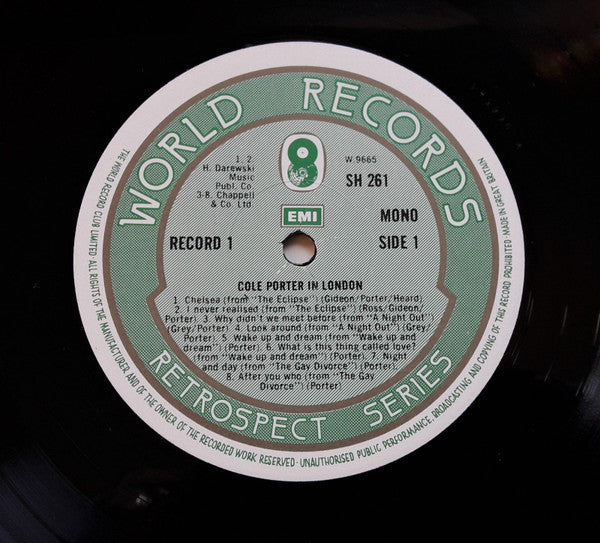 WORLD RECORDS
1. 2.
H. Darewski
Music
Publ. Co.
3-8. Chappell
& Co. Ltd.
W.9665
SH 261
EMI
MONO
RECORD 1
SIDE 1
COLE PORTER IN LONDON
1. Chelsea (from "The Eclipse") (Gideon/Porter/Heard)
2. I never realised (from "The Eclipse") (Ross/Gideon/
Porter) 3. Why didn't we meet before (from "A Night Out")
(Grey/Porter). 4. Look around (from "A Night Out") (Grey/
Porter). 5. Wake up and dream (from "Wake up and
dream") (Porter). 6. What is this thing called love?
(from "Wake up and dream") (Porter). 7. Night
and day (from "The Gay Divorce") (Porter).
8. After you who (from "The Gay
Divorce") (Porter)
RETROSPECT SERIES
THE WORLD RECORD CLUB LIMITED · ALL RIGHTS OF THE MANUFACTURER AND OF THE OWNER OF THE RECORDED WORK RESERVED · UNAUTHORISED PUBLIC PERFORMANCE, BROADCASTING AND COPYING OF THIS RECORD PROHIBITED · MADE IN GREAT BRITAIN